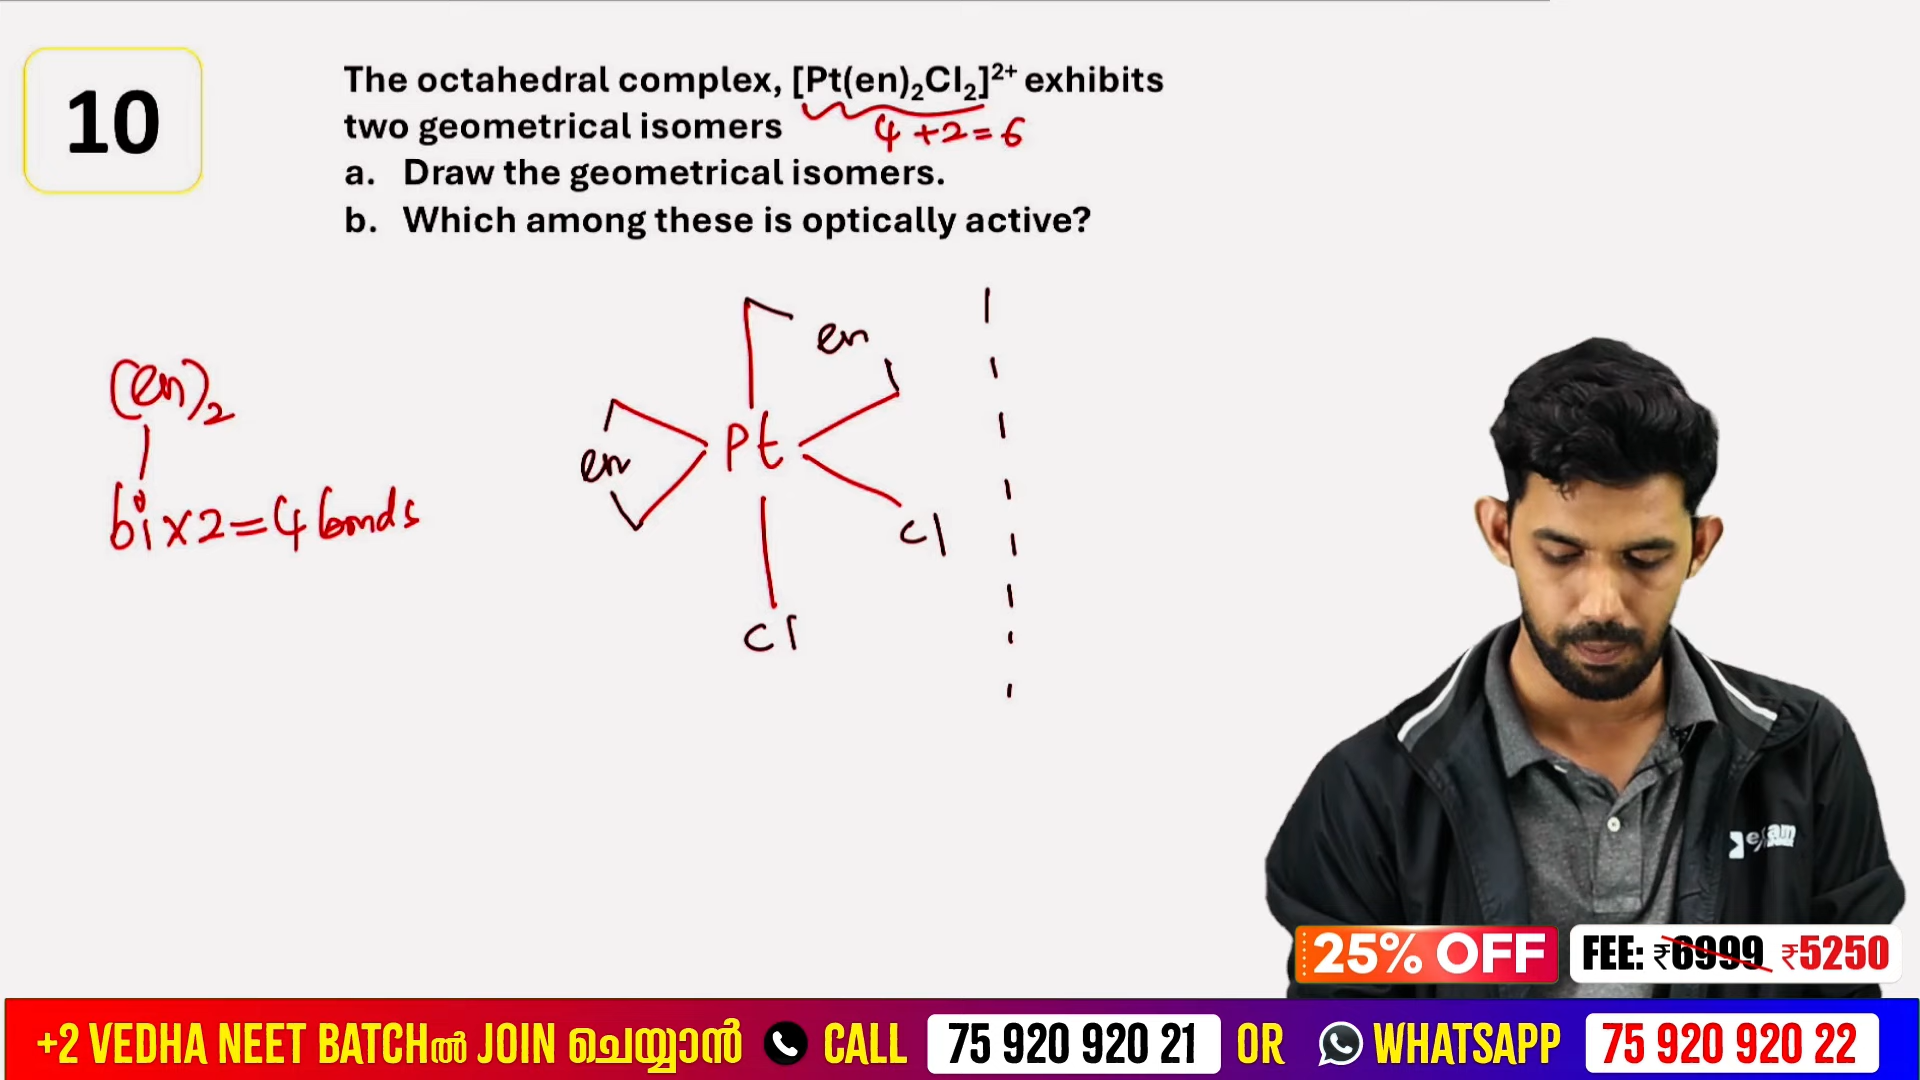 10
The octahedral complex, [Pt(en)₂Cl₂]²⁺ exhibits
two geometrical isomers
4+2=6
a. Draw the geometrical isomers.
b. Which among these is optically active?
(en)₂
bi×2=4 bonds
en
en
Pt
Cl
Cl
25% OFF
FEE: ₹6999 ₹5250
+2 VEDHA NEET BATCHൽ JOIN ചെയ്യാൻ CALL 75 920 920 21 OR WHATSAPP 75 920 920 22